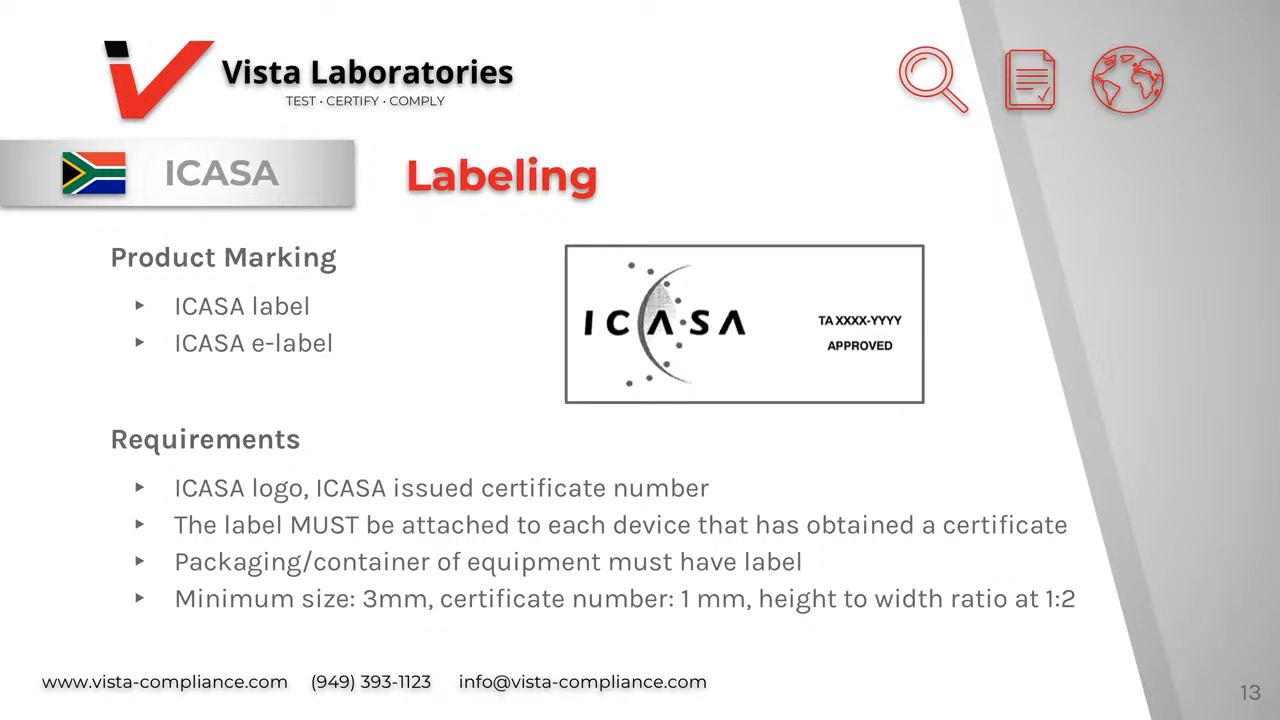 Vista Laboratories
TEST · CERTIFY · COMPLY
ICASA
Labeling
Product Marking
‣ ICASA label
‣ ICASA e-label
ICASA
TA XXXX-YYYY
APPROVED
Requirements
‣ ICASA logo, ICASA issued certificate number
‣ The label MUST be attached to each device that has obtained a certificate
‣ Packaging/container of equipment must have label
‣ Minimum size: 3mm, certificate number: 1 mm, height to width ratio at 1:2
www.vista-compliance.com (949) 393-1123 info@vista-compliance.com
13